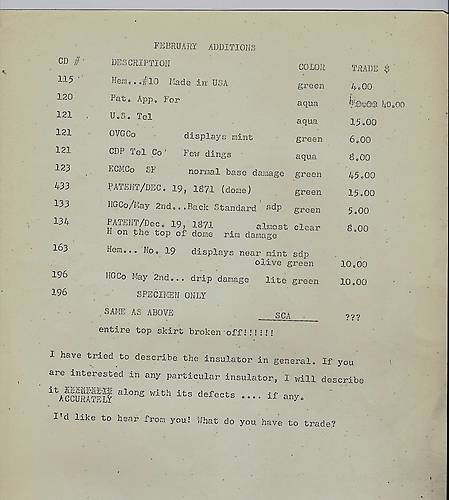 FEBRUARY ADDITIONS
CD # DESCRIPTION COLOR TRADE $
115 Hem...#10 Made in USA green 4.00
120 Pat. App. For aqua 40.00
121 U.S. Tel aqua 15.00
121 OVGCo displays mint green 6.00
121 CDP Tel Co' Few dings aqua 8.00
123 ECMCo SF normal base damage green 45.00
433 PATENT/DEC. 19, 1871 (dome) green 15.00
133 HGCo/May 2nd...Back Standard sdp green 5.00
134 PATENT/Dec. 19, 1871 almost clear 8.00
H on the top of dome rim damage
163 Hem... No. 19 displays near mint sdp
olive green 10.00
196 HGCo May 2nd... drip damage lite green 10.00
196 SPECIMEN ONLY
SAME AS ABOVE SCA ???
entire top skirt broken off!!!!!!
I have tried to describe the insulator in general. If you
are interested in any particular insulator, I will describe
it along with its defects .... if any.
ACCURATELY
I'd like to hear from you! What do you have to trade?